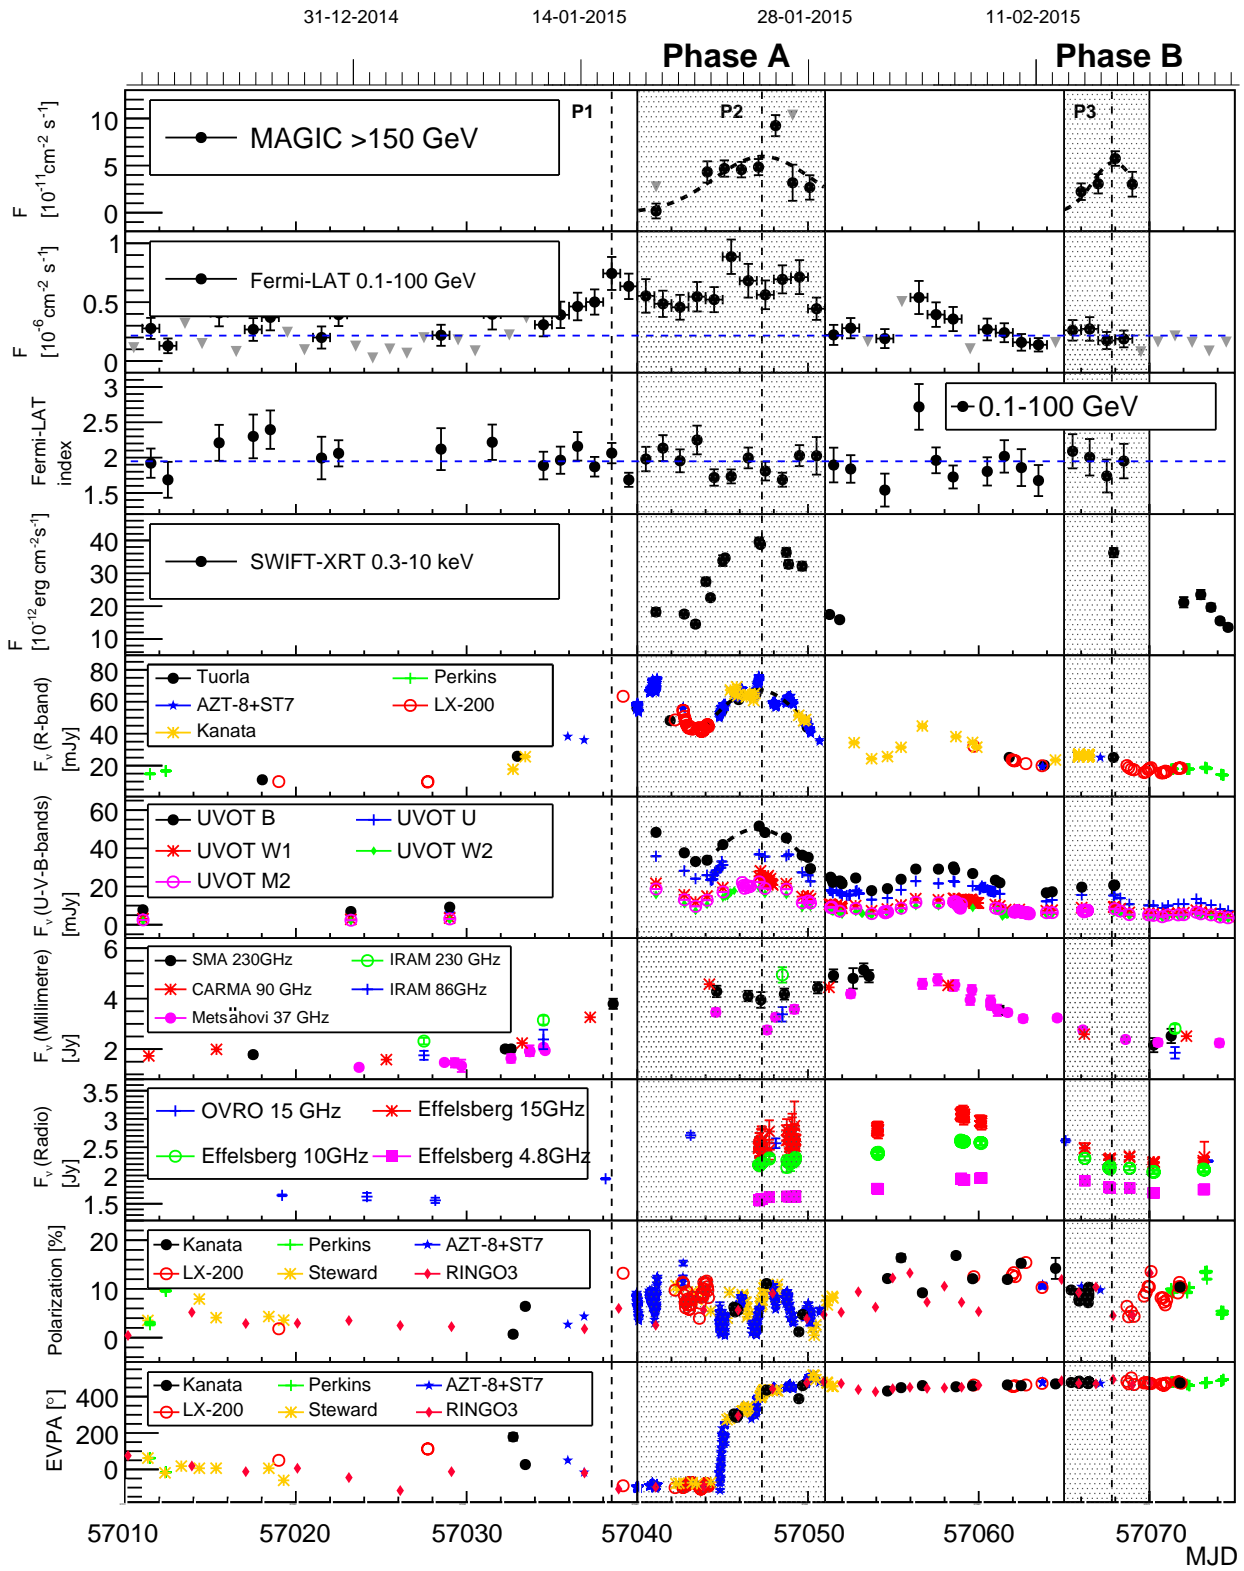 31-12-2014 14-01-2015 28-01-2015 11-02-2015
Phase A Phase B
P1 P2 P3
MAGIC >150 GeV
10
5
0
F
[10⁻¹¹cm⁻² s⁻¹]
Fermi-LAT 0.1-100 GeV
1
0.5
0
F
[10⁻⁶cm⁻² s⁻¹]
0.1-100 GeV
3
2.5
2
1.5
Fermi-LAT
index
SWIFT-XRT 0.3-10 keV
40
30
20
10
F
[10⁻¹²erg cm⁻²s⁻¹]
Tuorla Perkins
AZT-8+ST7 LX-200
Kanata
80
60
40
20
Fᵥ(R-band)
[mJy]
UVOT B UVOT U
UVOT W1 UVOT W2
UVOT M2
60
40
20
0
Fᵥ(U-V-B-bands)
[mJy]
SMA 230GHz IRAM 230 GHz
CARMA 90 GHz IRAM 86GHz
Metsähovi 37 GHz
6
4
2
Fᵥ(Millimetre)
[Jy]
OVRO 15 GHz Effelsberg 15GHz
Effelsberg 10GHz Effelsberg 4.8GHz
3.5
3
2.5
2
1.5
Fᵥ(Radio)
[Jy]
Kanata Perkins AZT-8+ST7
LX-200 Steward RINGO3
20
10
0
Polarization [%]
Kanata Perkins AZT-8+ST7
LX-200 Steward RINGO3
400
200
0
EVPA [°]
57010 57020 57030 57040 57050 57060 57070
MJD